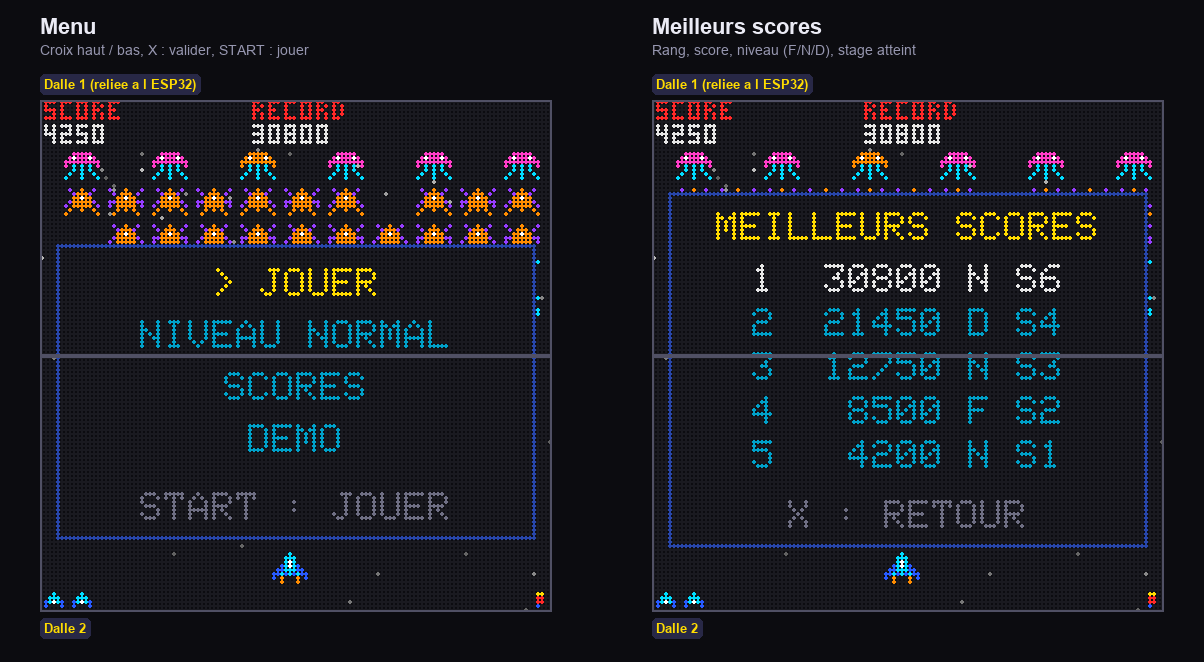 Menu
Croix haut / bas, X : valider, START : jouer
Dalle 1 (reliee a l ESP32)
SCORE RECORD
4250 30800
> JOUER
NIVEAU NORMAL
SCORES
DEMO
START : JOUER
Dalle 2
Meilleurs scores
Rang, score, niveau (F/N/D), stage atteint
Dalle 1 (reliee a l ESP32)
SCORE RECORD
4250 30800
MEILLEURS SCORES
1 30800 N S6
2 21450 D S4
3 12750 N S3
4 8500 F S2
5 4200 N S1
X : RETOUR
Dalle 2